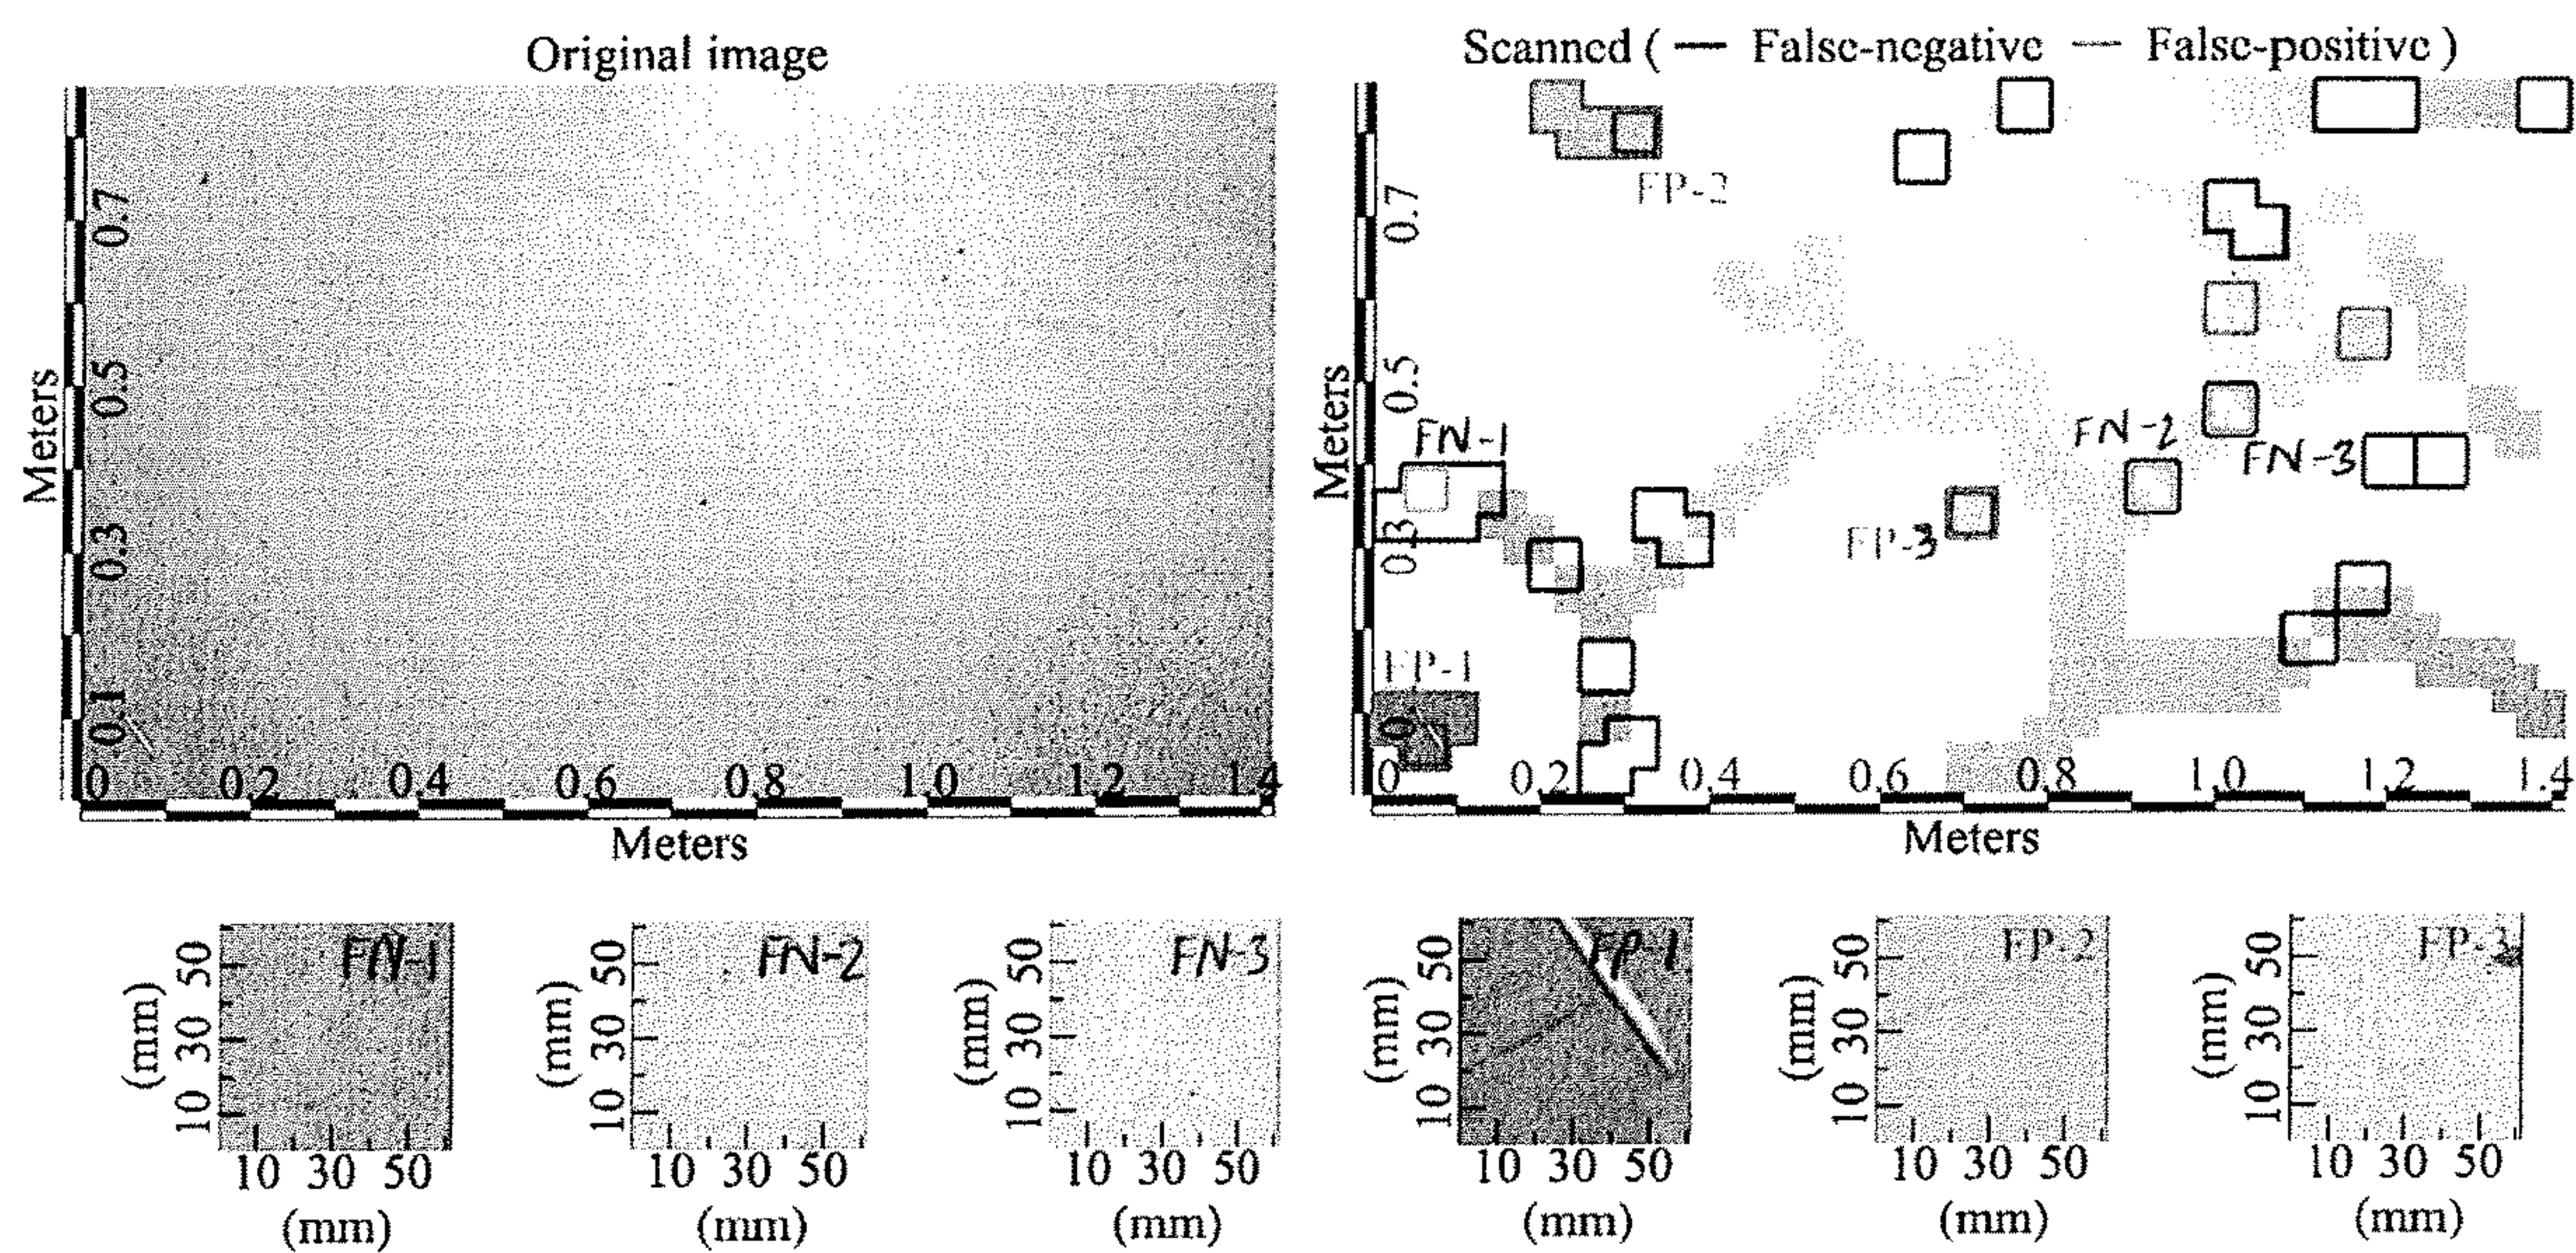 Original image
Scanned ( — False-negative — False-positive )
Meters
0.7
0.5
0.3
0.1
0 0.2 0.4 0.6 0.8 1.0 1.2 1.4
Meters
Meters
0.7
0.5
0.3
FP-2
FN-1
FN-2
FN-3
FP-3
FP-1
0 0.2 0.4 0.6 0.8 1.0 1.2 1.4
Meters
(mm)
50
30
10
FN-1
10 30 50
(mm)
(mm)
50
30
10
FN-2
10 30 50
(mm)
(mm)
50
30
10
FN-3
10 30 50
(mm)
(mm)
50
30
10
FP-1
10 30 50
(mm)
(mm)
50
30
10
FP-2
10 30 50
(mm)
(mm)
50
30
10
FP-3
10 30 50
(mm)